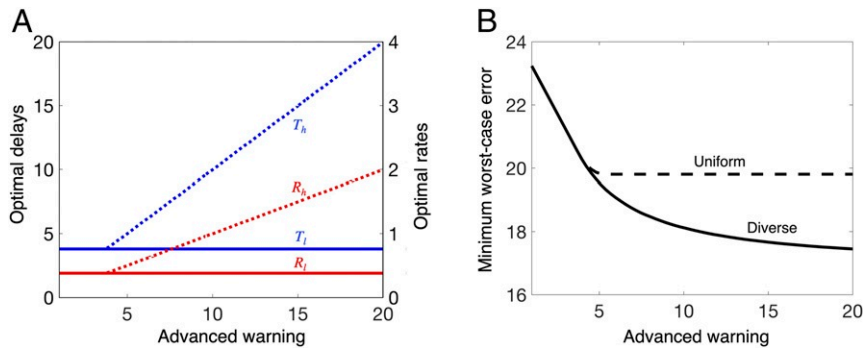 A
20
15
10
5
0
Optimal delays
4
3
2
1
0
Optimal rates
T_h
R_h
T_l
R_l
5 10 15 20
Advanced warning
B
24
22
20
18
16
Minimum worst-case error
Uniform
Diverse
5 10 15 20
Advanced warning